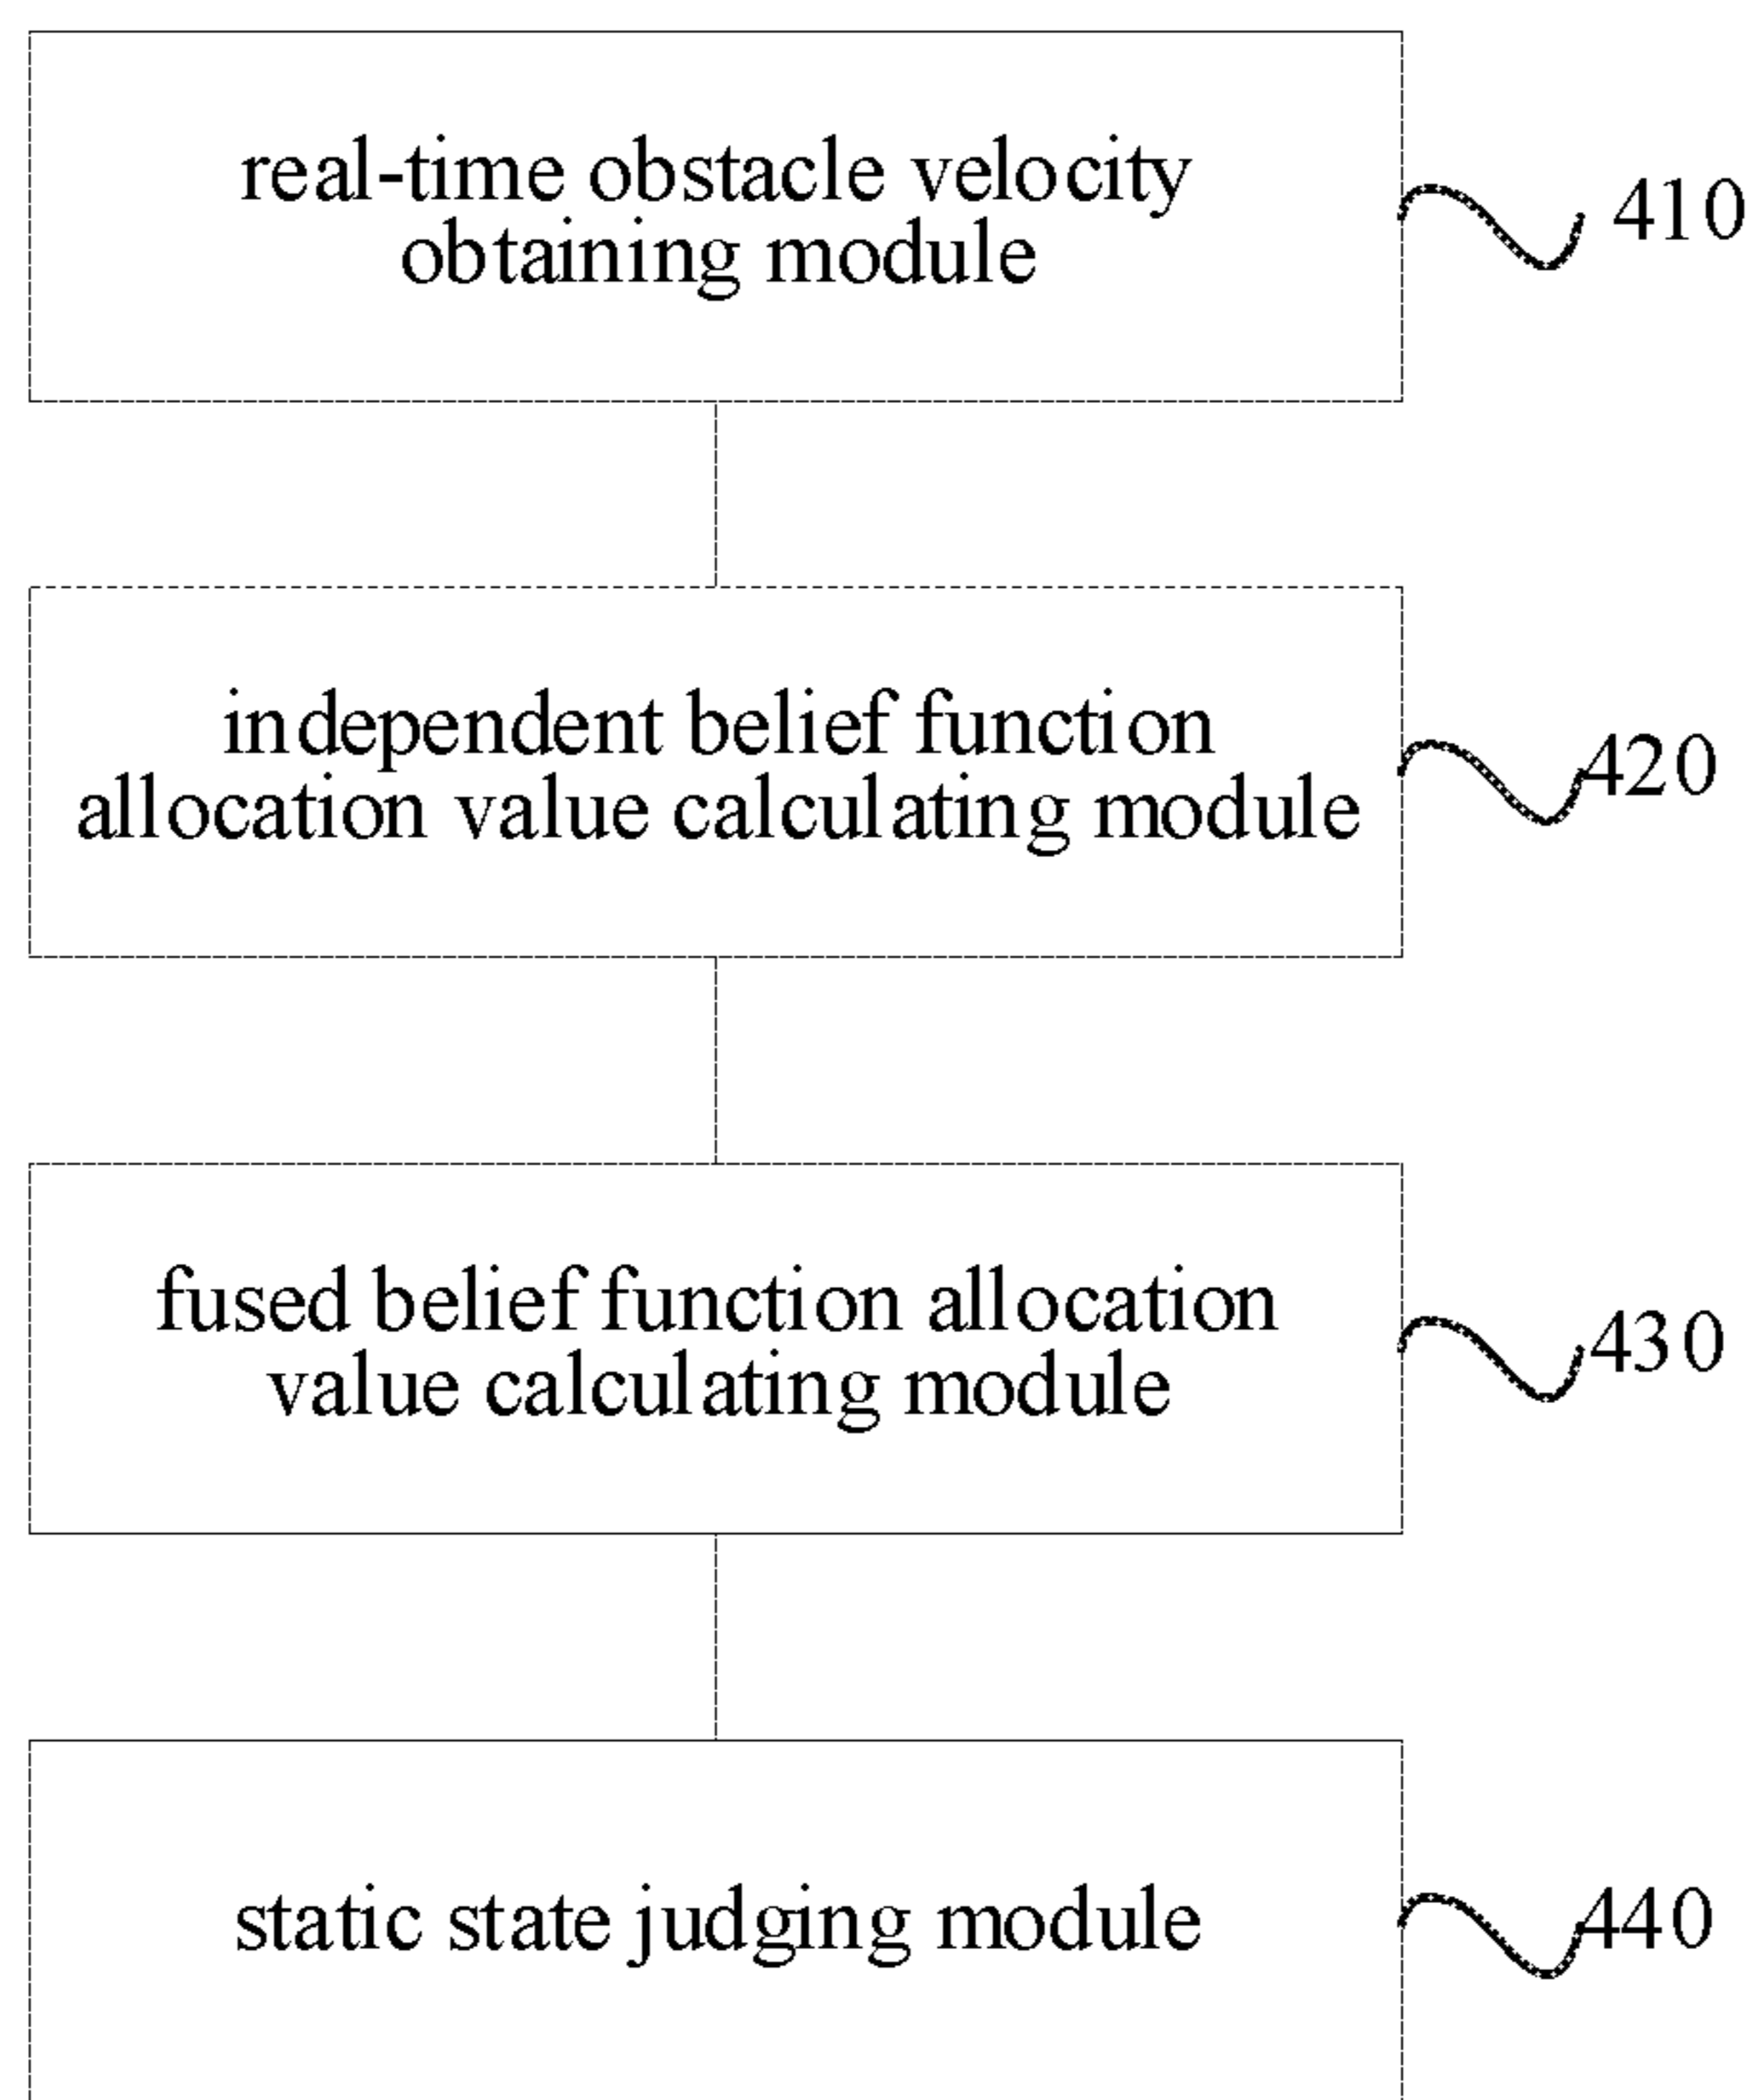 real-time obstacle velocity
obtaining module
410
independent belief function
allocation value calculating module
420
fused belief function allocation
value calculating module
430
static state judging module
440